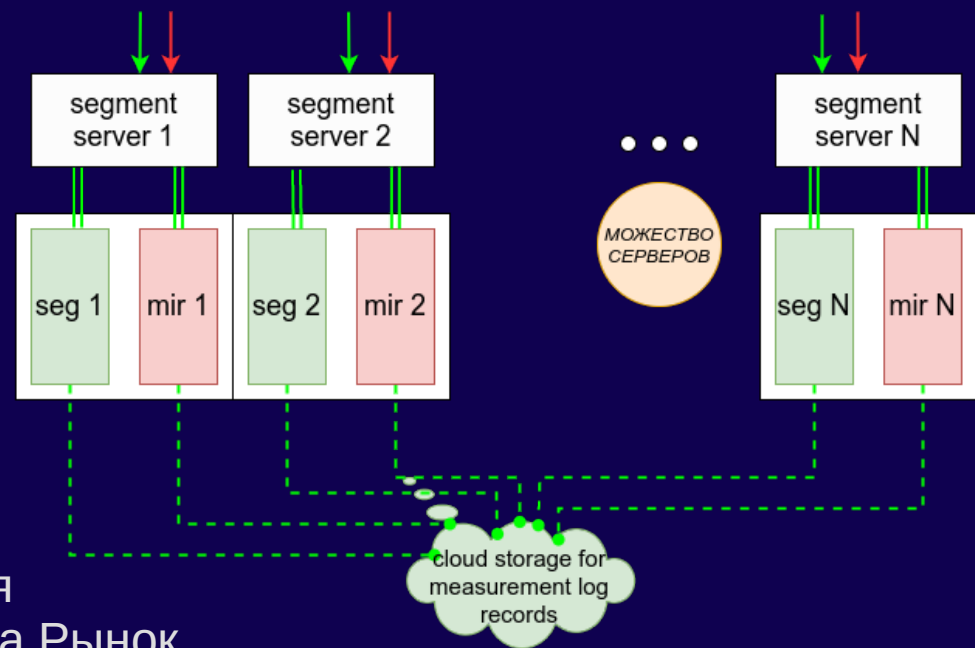 segment
server 1
segment
server 2
segment
server N
МОЖЕСТВО
СЕРВЕРОВ
seg 1
mir 1
seg 2
mir 2
seg N
mir N
cloud storage for
measurement log
records
я
а Рынок